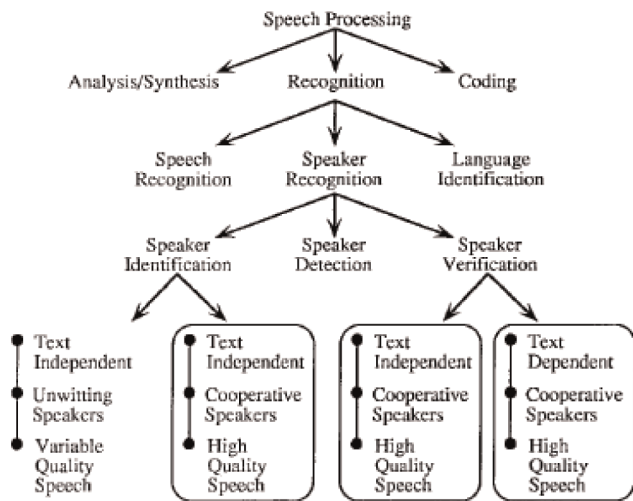 Speech Processing
Analysis/Synthesis Recognition Coding
Speech Recognition
Speaker Recognition
Language Identification
Speaker Identification
Speaker Detection
Speaker Verification
Text Independent
Unwitting Speakers
Variable Quality Speech
Text Independent
Cooperative Speakers
High Quality Speech
Text Independent
Cooperative Speakers
High Quality Speech
Text Dependent
Cooperative Speakers
High Quality Speech